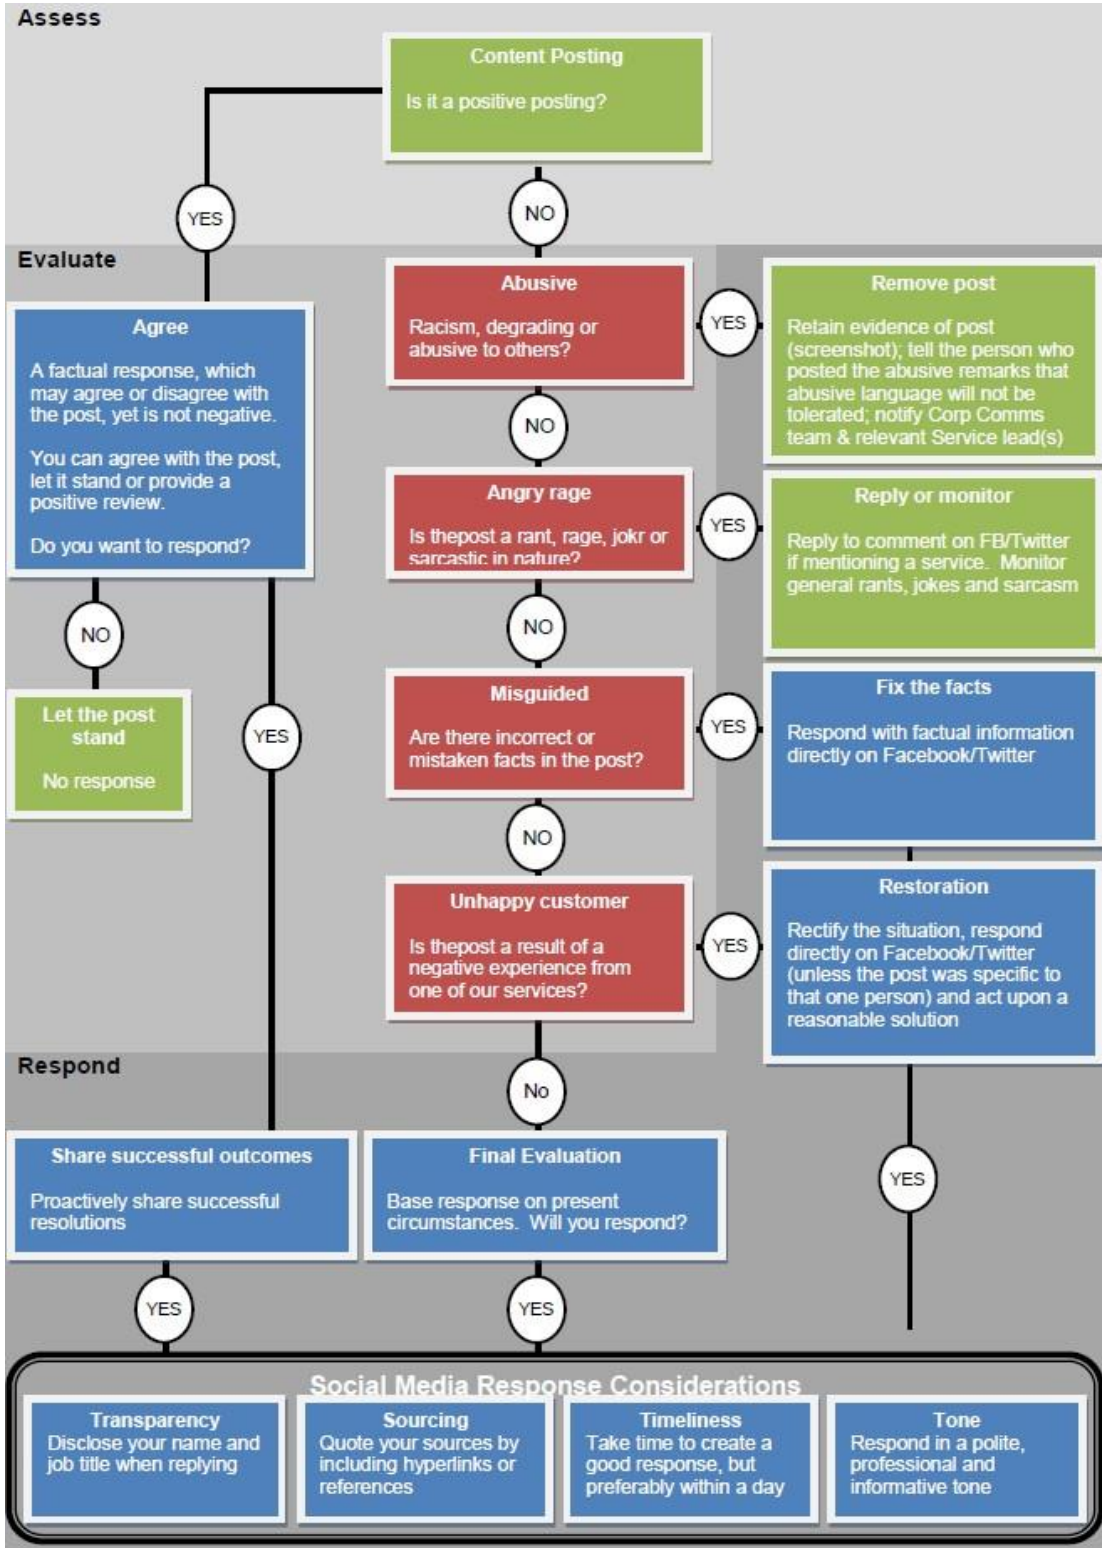 Assess
Content Posting
Is it a positive posting?
YES
NO
Evaluate
Agree
A factual response, which
may agree or disagree with
the post, yet is not negative.
You can agree with the post,
let it stand or provide a
positive review.
Do you want to respond?
Abusive
Racism, degrading or
abusive to others?
YES
Remove post
Retain evidence of post
(screenshot); tell the person who
posted the abusive remarks that
abusive language will not be
tolerated; notify Corp Comms
team & relevant Service lead(s)
NO
Angry rage
Is thepost a rant, rage, jokr or
sarcastic in nature?
YES
Reply or monitor
Reply to comment on FB/Twitter
if mentioning a service. Monitor
general rants, jokes and sarcasm
NO
NO
Let the post
stand
No response
YES
Misguided
Are there incorrect or
mistaken facts in the post?
YES
Fix the facts
Respond with factual information
directly on Facebook/Twitter
NO
Unhappy customer
Is thepost a result of a
negative experience from
one of our services?
YES
Restoration
Rectify the situation, respond
directly on Facebook/Twitter
(unless the post was specific to
that one person) and act upon a
reasonable solution
Respond
No
Share successful outcomes
Proactively share successful
resolutions
Final Evaluation
Base response on present
circumstances. Will you respond?
YES
YES
YES
Social Media Response Considerations
Transparency
Disclose your name and
job title when replying
Sourcing
Quote your sources by
including hyperlinks or
references
Timeliness
Take time to create a
good response, but
preferably within a day
Tone
Respond in a polite,
professional and
informative tone